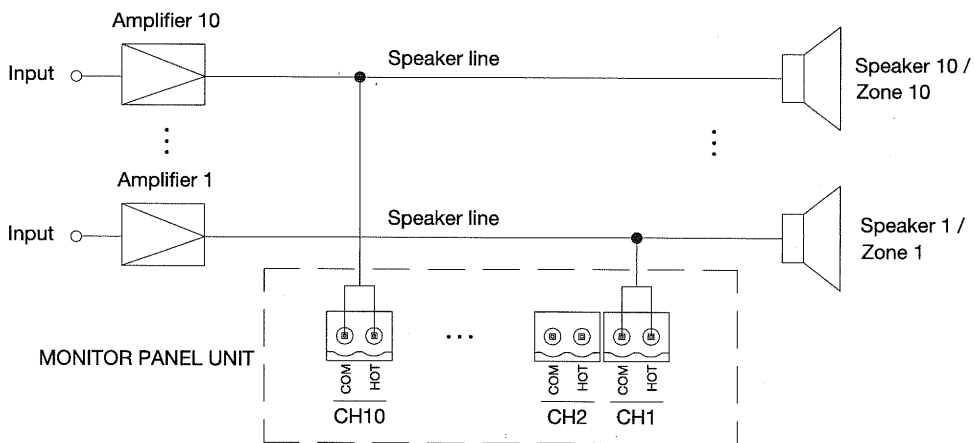 Amplifier 10
Input
Speaker line
Speaker 10 /
Zone 10
Amplifier 1
Input
Speaker line
Speaker 1 /
Zone 1
MONITOR PANEL UNIT
COM
HOT
COM
HOT
COM
HOT
CH10
CH2
CH1